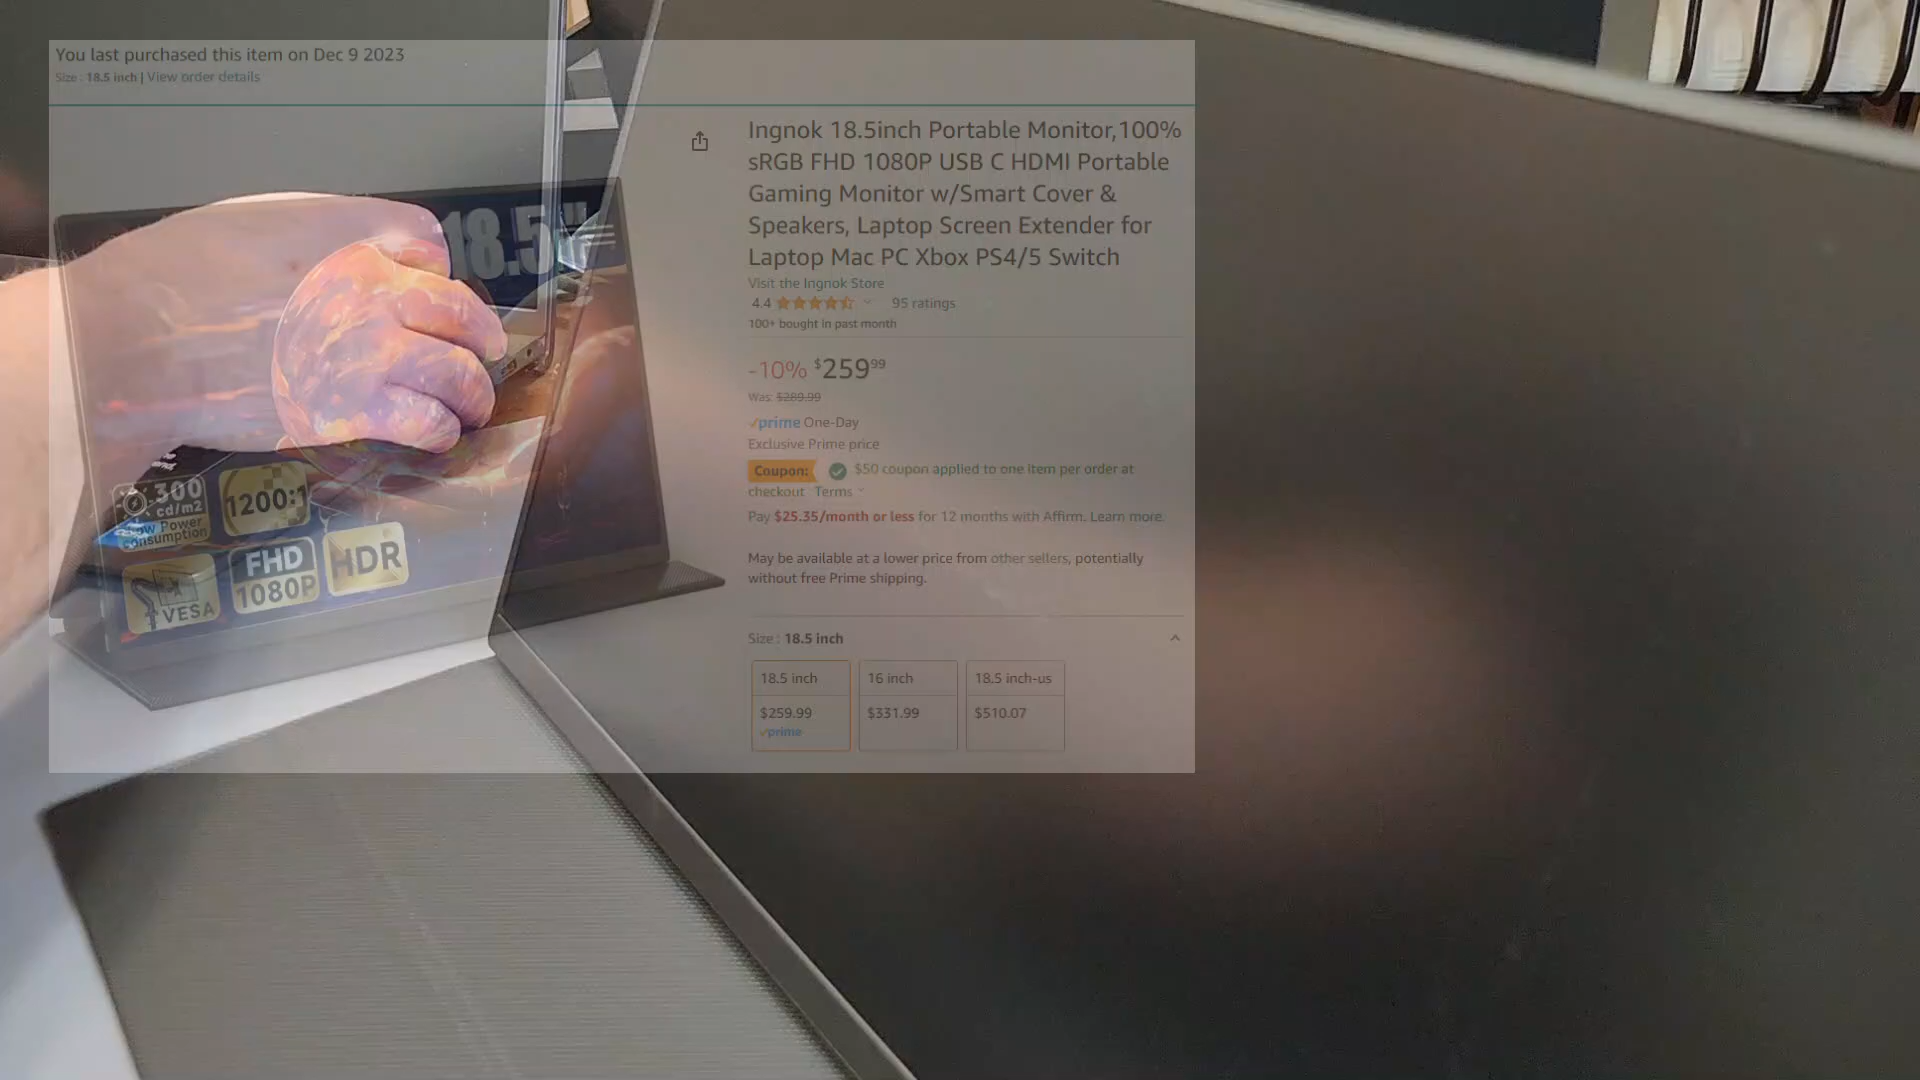 You last purchased this item on Dec 9 2023
Size : 18.5 inch | View order details
Ingnok 18.5inch Portable Monitor,100%
sRGB FHD 1080P USB C HDMI Portable
Gaming Monitor w/Smart Cover &
Speakers, Laptop Screen Extender for
Laptop Mac PC Xbox PS4/5 Switch
Visit the Ingnok Store
4.4 95 ratings
100+ bought in past month
-10% $259 99
Was: $289.99
prime One-Day
Exclusive Prime price
Coupon: $50 coupon applied to one item per order at
checkout Terms
Pay $25.35/month or less for 12 months with Affirm. Learn more.
May be available at a lower price from other sellers, potentially
without free Prime shipping.
Size : 18.5 inch
18.5 inch 16 inch 18.5 inch-us
$259.99 $331.99 $510.07
prime
18.5"
300
cd/m2
Low Power
Consumption
1200:1
VESA
FHD
1080P
HDR